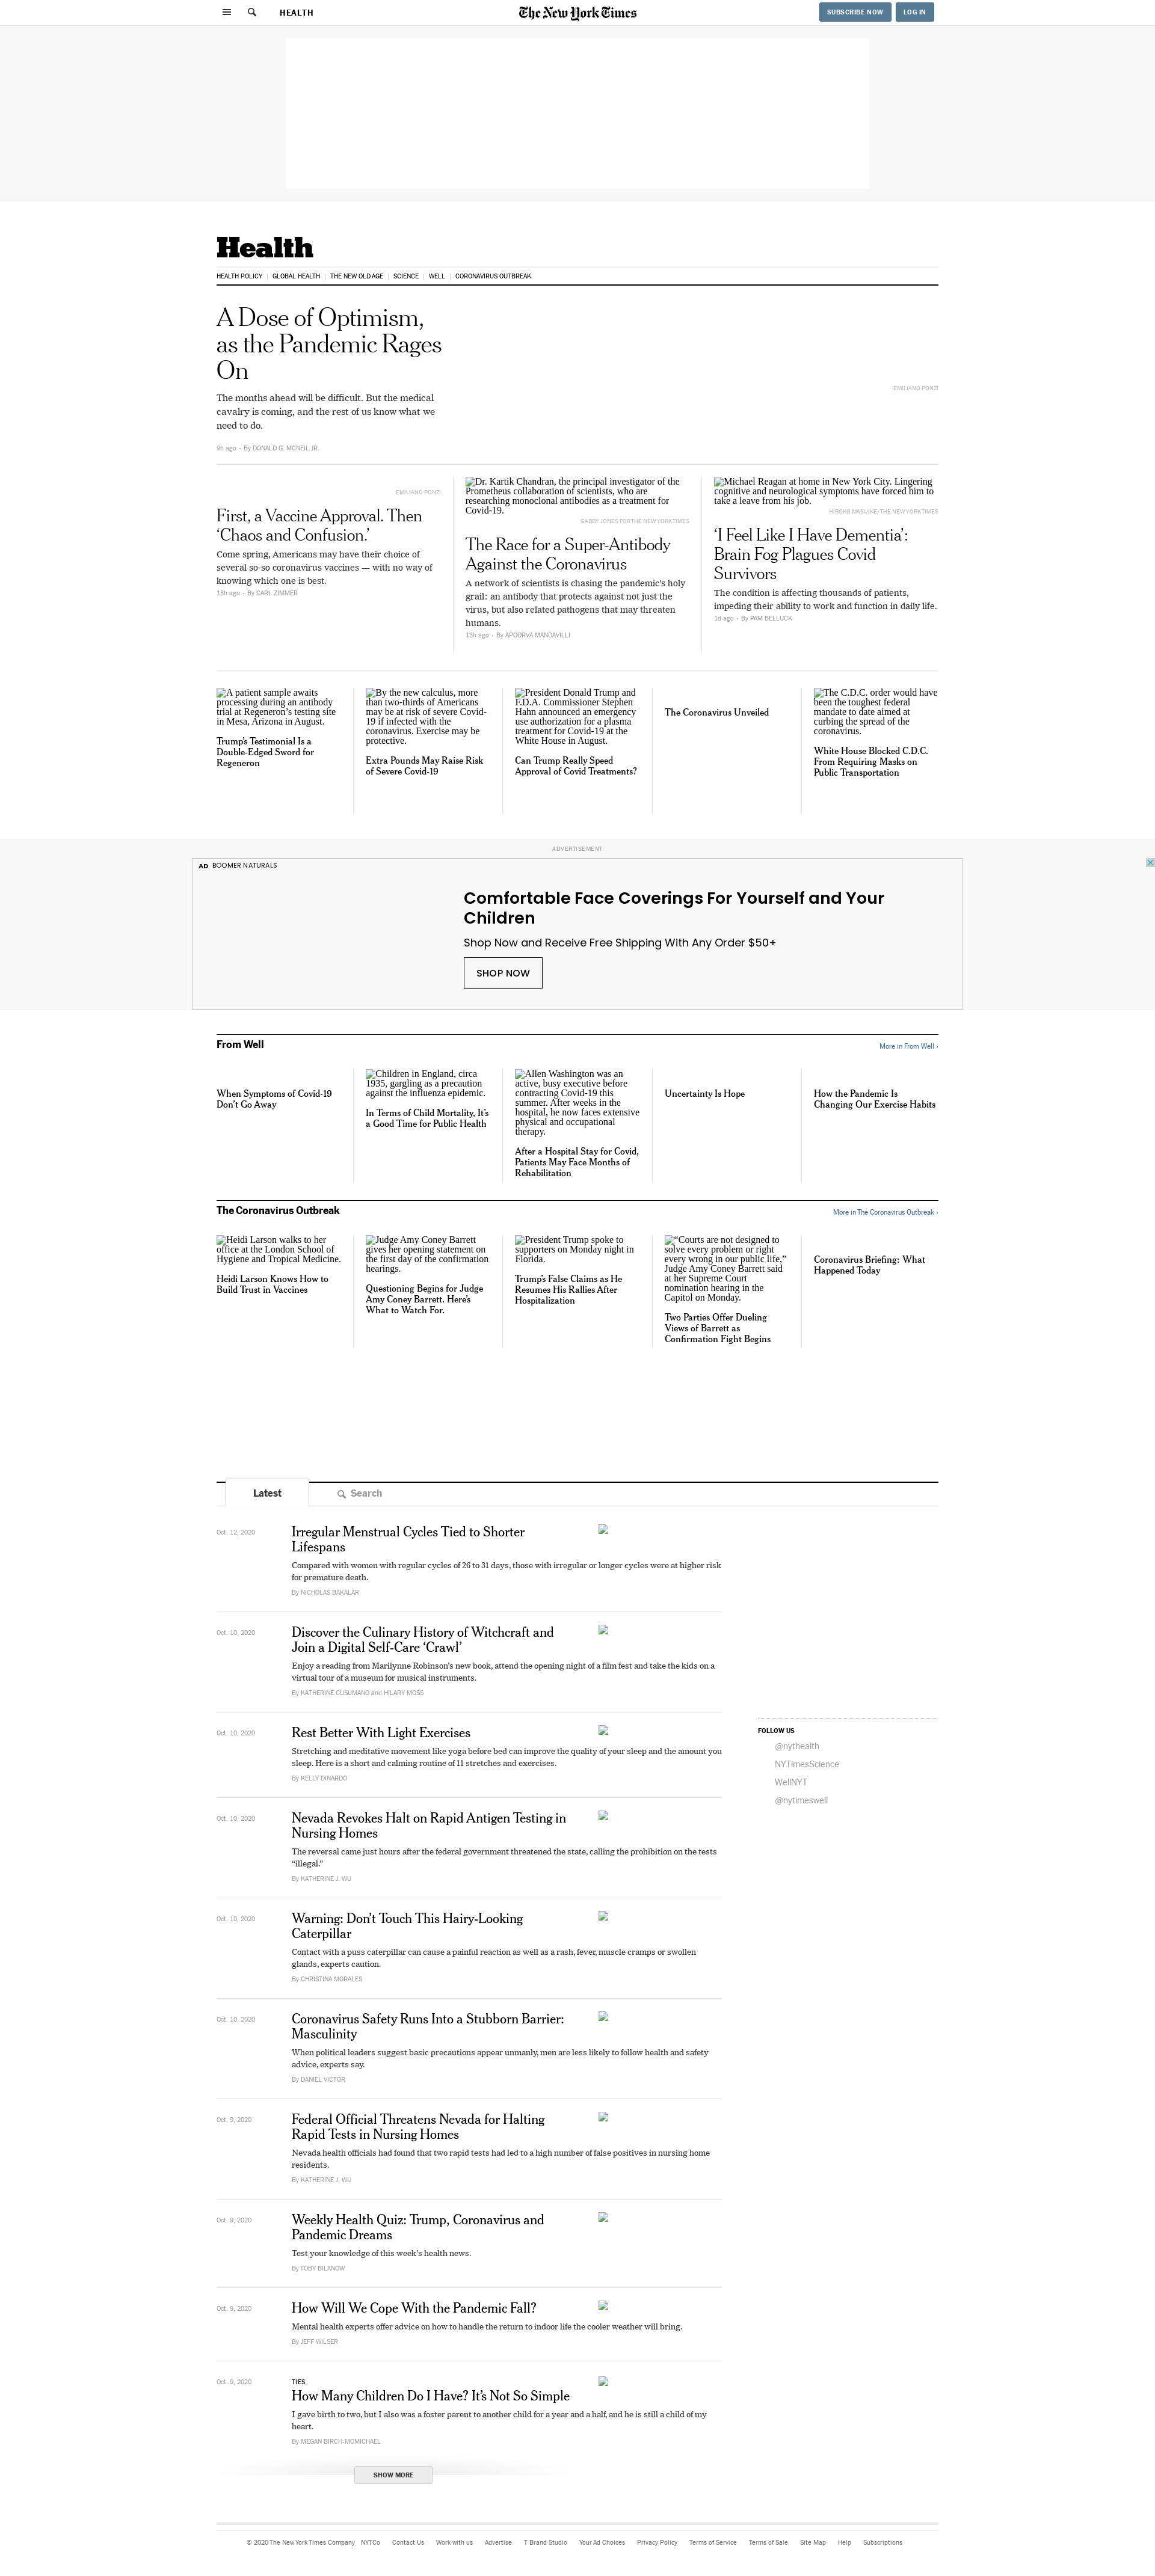 HEALTH
The New York Times
SUBSCRIBE NOW
LOG IN
Health
HEALTH POLICY
GLOBAL HEALTH
THE NEW OLD AGE
SCIENCE
WELL
CORONAVIRUS OUTBREAK
A Dose of Optimism,
as the Pandemic Rages
On
The months ahead will be difficult. But the medical
cavalry is coming, and the rest of us know what we
need to do.
9h ago • By DONALD G. MCNEIL JR.
EMILIANO PONZI
EMILIANO PONZI
First, a Vaccine Approval. Then
‘Chaos and Confusion.’
Come spring, Americans may have their choice of
several so-so coronavirus vaccines — with no way of
knowing which one is best.
13h ago • By CARL ZIMMER
Dr. Kartik Chandran, the principal investigator of the
Prometheus collaboration of scientists, who are
researching monoclonal antibodies as a treatment for
Covid-19.
GABBY JONES FOR THE NEW YORK TIMES
The Race for a Super-Antibody
Against the Coronavirus
A network of scientists is chasing the pandemic’s holy
grail: an antibody that protects against not just the
virus, but also related pathogens that may threaten
humans.
13h ago • By APOORVA MANDAVILLI
Michael Reagan at home in New York City. Lingering
cognitive and neurological symptoms have forced him to
take a leave from his job.
HIROKO MASUIKE/THE NEW YORK TIMES
‘I Feel Like I Have Dementia’:
Brain Fog Plagues Covid
Survivors
The condition is affecting thousands of patients,
impeding their ability to work and function in daily life.
1d ago • By PAM BELLUCK
A patient sample awaits
processing during an antibody
trial at Regeneron’s testing site
in Mesa, Arizona in August.
Trump’s Testimonial Is a
Double-Edged Sword for
Regeneron
By the new calculus, more
than two-thirds of Americans
may be at risk of severe Covid-
19 if infected with the
coronavirus. Exercise may be
protective.
Extra Pounds May Raise Risk
of Severe Covid-19
President Donald Trump and
F.D.A. Commissioner Stephen
Hahn announced an emergency
use authorization for a plasma
treatment for Covid-19 at the
White House in August.
Can Trump Really Speed
Approval of Covid Treatments?
The Coronavirus Unveiled
The C.D.C. order would have
been the toughest federal
mandate to date aimed at
curbing the spread of the
coronavirus.
White House Blocked C.D.C.
From Requiring Masks on
Public Transportation
ADVERTISEMENT
AD BOOMER NATURALS
Comfortable Face Coverings For Yourself and Your
Children
Shop Now and Receive Free Shipping With Any Order $50+
SHOP NOW
From Well
More in From Well ›
When Symptoms of Covid-19
Don’t Go Away
Children in England, circa
1935, gargling as a precaution
against the influenza epidemic.
In Terms of Child Mortality, It’s
a Good Time for Public Health
Allen Washington was an
active, busy executive before
contracting Covid-19 this
summer. After weeks in the
hospital, he now faces extensive
physical and occupational
therapy.
After a Hospital Stay for Covid,
Patients May Face Months of
Rehabilitation
Uncertainty Is Hope
How the Pandemic Is
Changing Our Exercise Habits
The Coronavirus Outbreak
More in The Coronavirus Outbreak ›
Heidi Larson walks to her
office at the London School of
Hygiene and Tropical Medicine.
Heidi Larson Knows How to
Build Trust in Vaccines
Judge Amy Coney Barrett
gives her opening statement on
the first day of the confirmation
hearings.
Questioning Begins for Judge
Amy Coney Barrett. Here’s
What to Watch For.
President Trump spoke to
supporters on Monday night in
Florida.
Trump’s False Claims as He
Resumes His Rallies After
Hospitalization
“Courts are not designed to
solve every problem or right
every wrong in our public life,”
Judge Amy Coney Barrett said
at her Supreme Court
nomination hearing in the
Capitol on Monday.
Two Parties Offer Dueling
Views of Barrett as
Confirmation Fight Begins
Coronavirus Briefing: What
Happened Today
Latest
Search
Oct. 12, 2020
Irregular Menstrual Cycles Tied to Shorter
Lifespans
Compared with women with regular cycles of 26 to 31 days, those with irregular or longer cycles were at higher risk
for premature death.
By NICHOLAS BAKALAR
Oct. 10, 2020
Discover the Culinary History of Witchcraft and
Join a Digital Self-Care ‘Crawl’
Enjoy a reading from Marilynne Robinson’s new book, attend the opening night of a film fest and take the kids on a
virtual tour of a museum for musical instruments.
By KATHERINE CUSUMANO and HILARY MOSS
Oct. 10, 2020
Rest Better With Light Exercises
Stretching and meditative movement like yoga before bed can improve the quality of your sleep and the amount you
sleep. Here is a short and calming routine of 11 stretches and exercises.
By KELLY DINARDO
FOLLOW US
@nythealth
NYTimesScience
WellNYT
@nytimeswell
Oct. 10, 2020
Nevada Revokes Halt on Rapid Antigen Testing in
Nursing Homes
The reversal came just hours after the federal government threatened the state, calling the prohibition on the tests
“illegal.”
By KATHERINE J. WU
Oct. 10, 2020
Warning: Don’t Touch This Hairy-Looking
Caterpillar
Contact with a puss caterpillar can cause a painful reaction as well as a rash, fever, muscle cramps or swollen
glands, experts caution.
By CHRISTINA MORALES
Oct. 10, 2020
Coronavirus Safety Runs Into a Stubborn Barrier:
Masculinity
When political leaders suggest basic precautions appear unmanly, men are less likely to follow health and safety
advice, experts say.
By DANIEL VICTOR
Oct. 9, 2020
Federal Official Threatens Nevada for Halting
Rapid Tests in Nursing Homes
Nevada health officials had found that two rapid tests had led to a high number of false positives in nursing home
residents.
By KATHERINE J. WU
Oct. 9, 2020
Weekly Health Quiz: Trump, Coronavirus and
Pandemic Dreams
Test your knowledge of this week’s health news.
By TOBY BILANOW
Oct. 9, 2020
How Will We Cope With the Pandemic Fall?
Mental health experts offer advice on how to handle the return to indoor life the cooler weather will bring.
By JEFF WILSER
Oct. 9, 2020
TIES
How Many Children Do I Have? It’s Not So Simple
I gave birth to two, but I also was a foster parent to another child for a year and a half, and he is still a child of my
heart.
By MEGAN BIRCH-MCMICHAEL
SHOW MORE
© 2020 The New York Times Company NYTCo Contact Us Work with us Advertise T Brand Studio Your Ad Choices Privacy Policy Terms of Service Terms of Sale Site Map Help Subscriptions